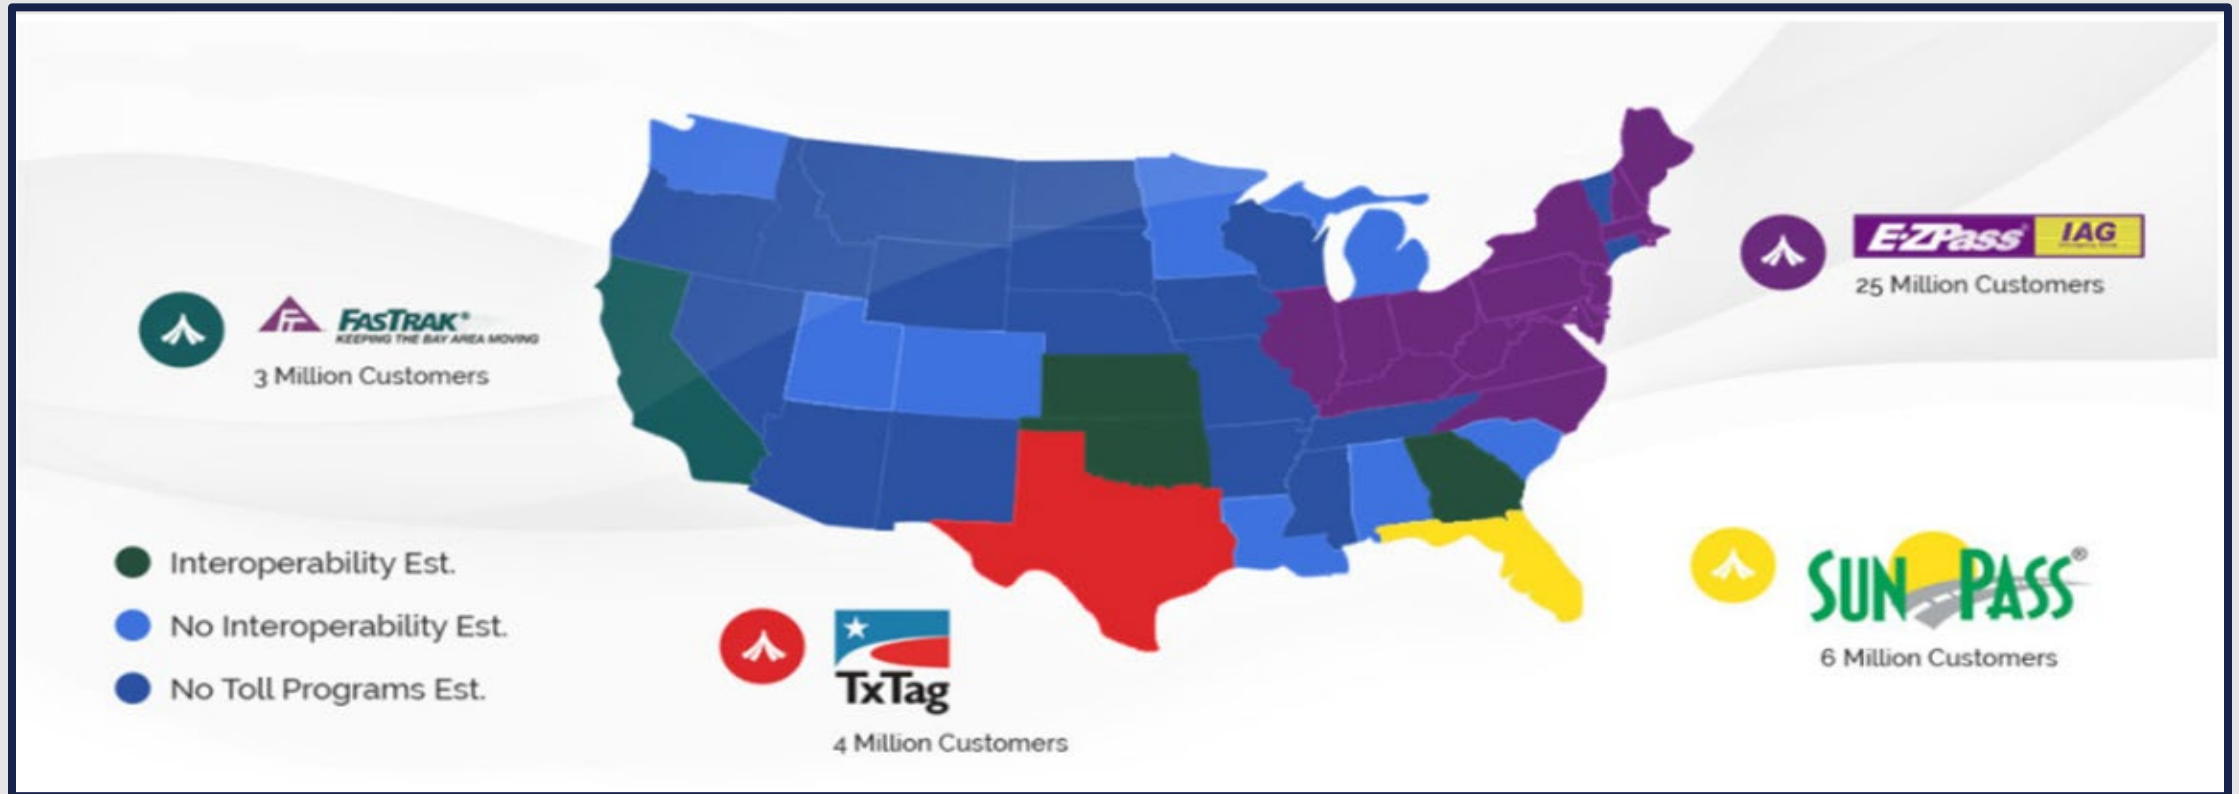 FASTRAK®
KEEPING THE BAY AREA MOVING
3 Million Customers
E-ZPass IAG
25 Million Customers
Interoperability Est.
No Interoperability Est.
No Toll Programs Est.
TxTag
4 Million Customers
SUN PASS®
6 Million Customers